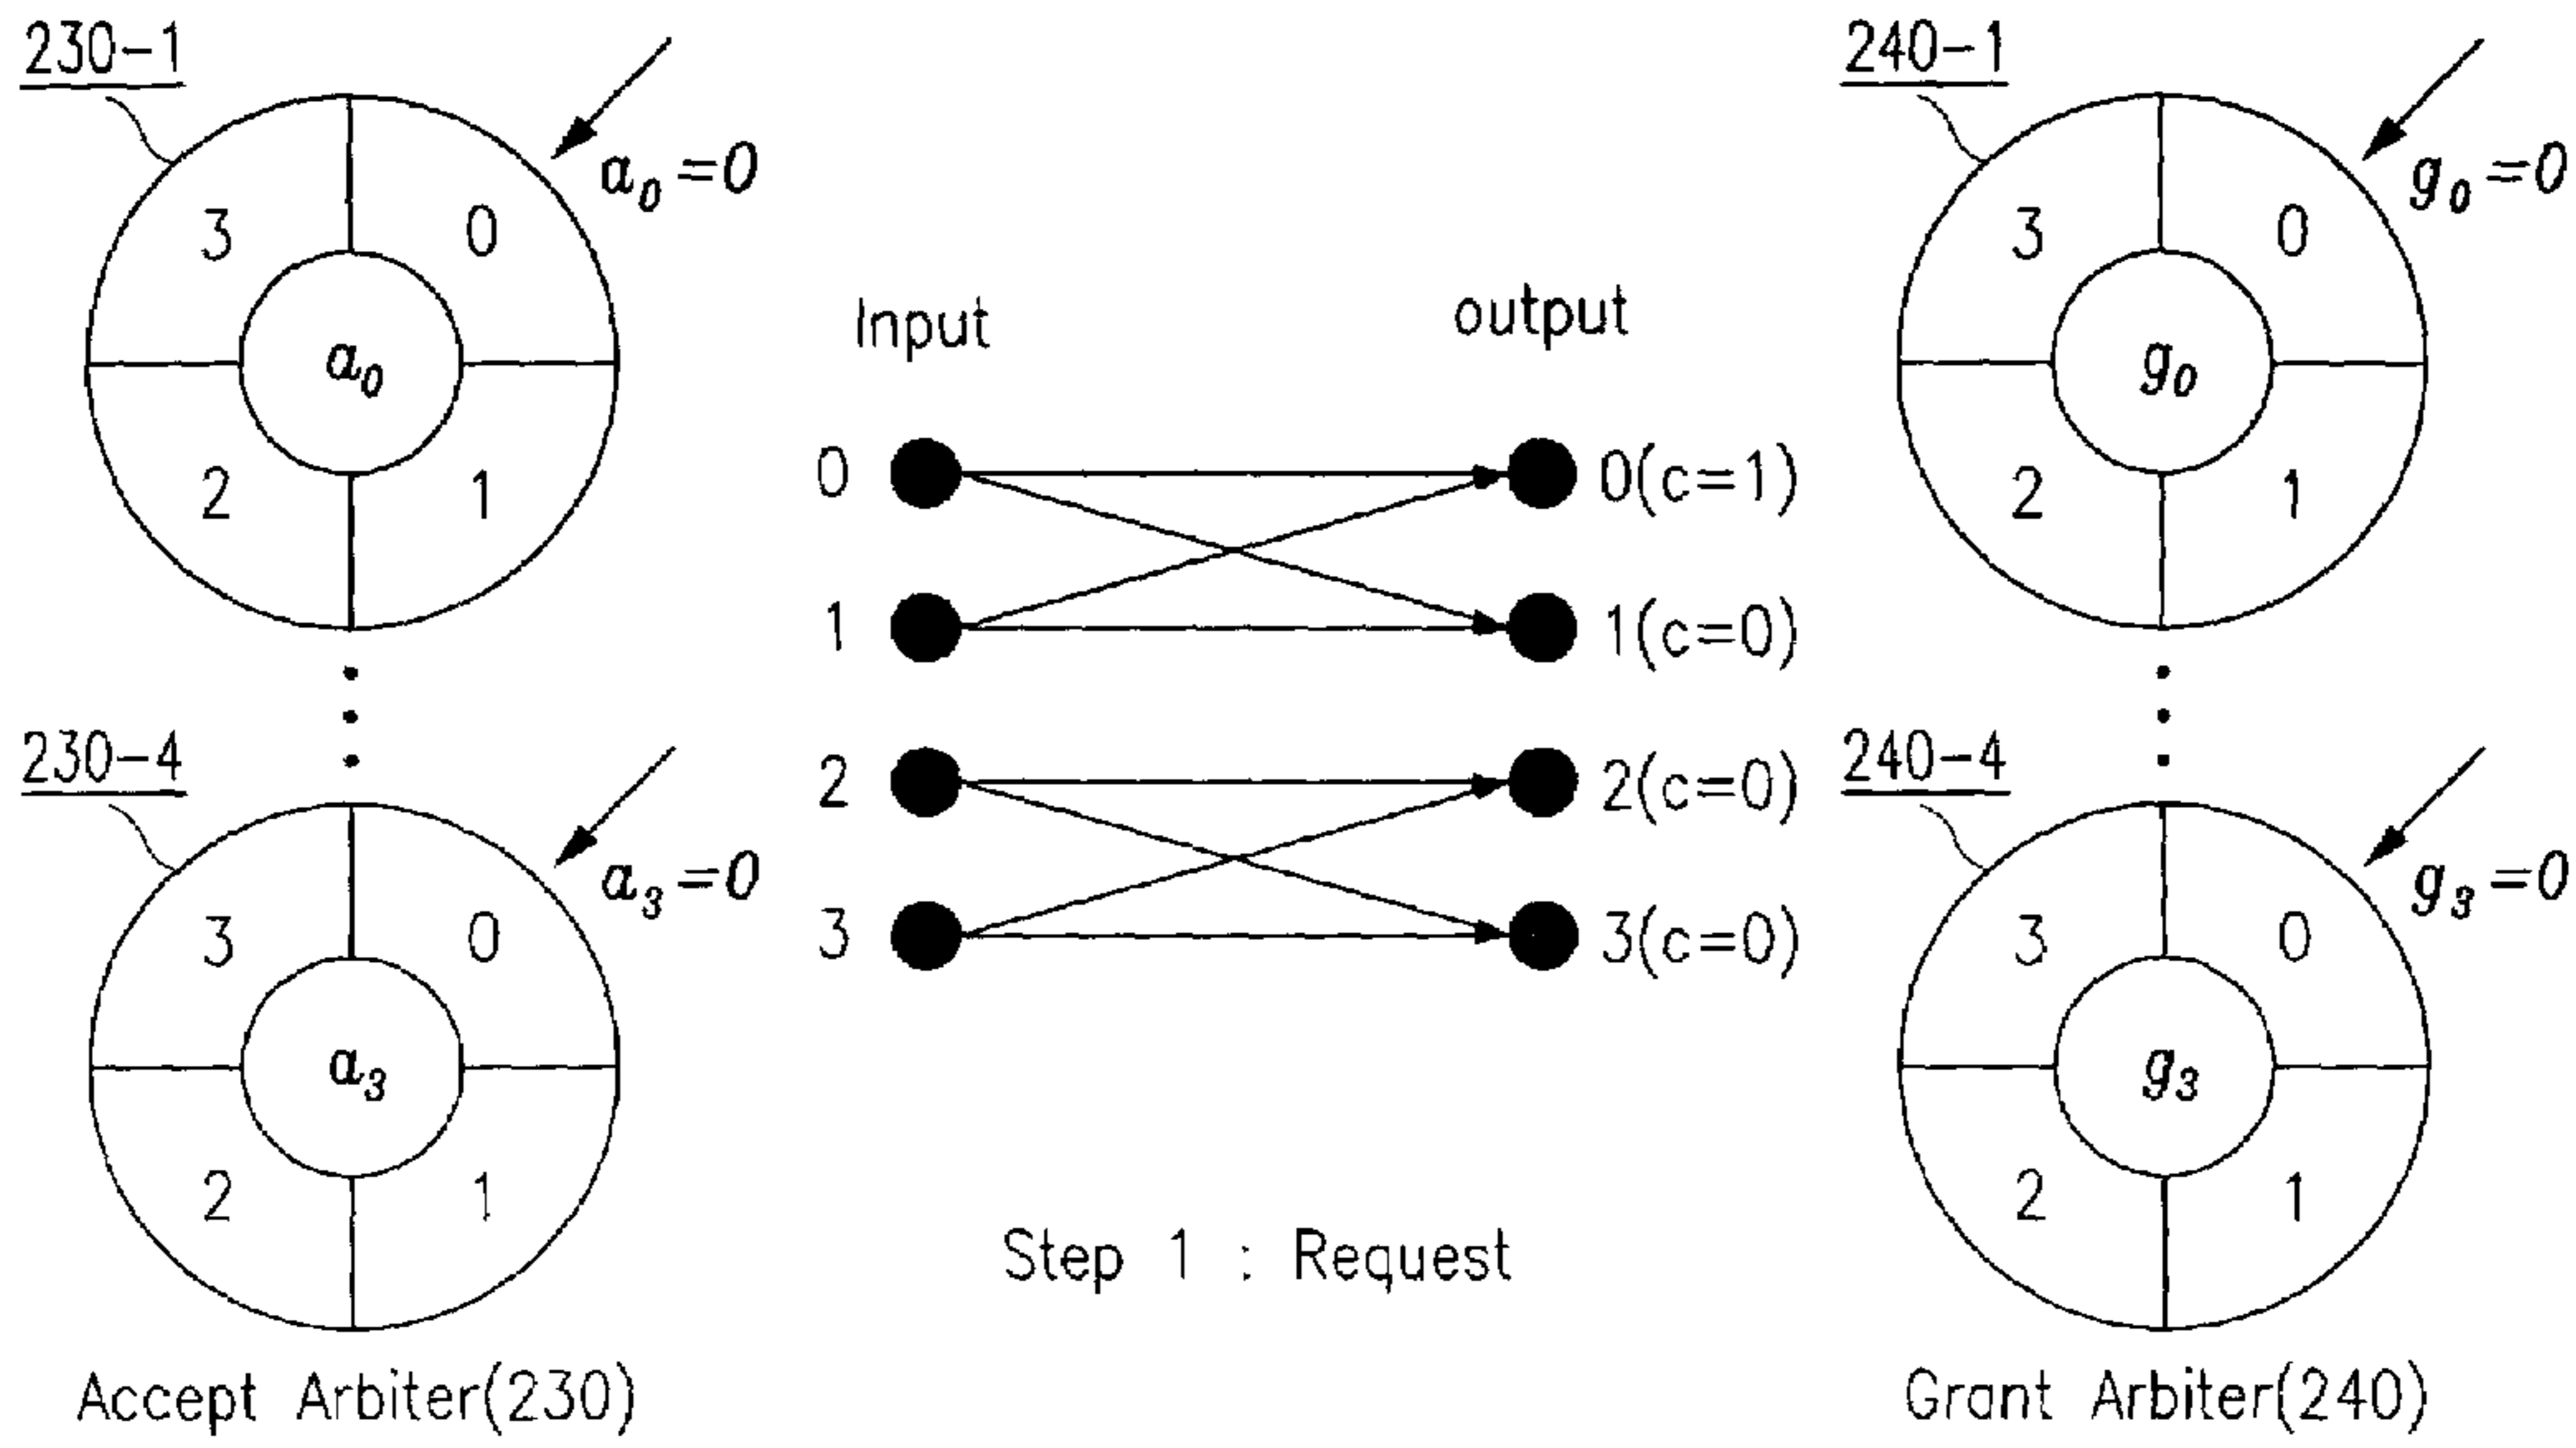 230-1
a0=0
3
0
a0
2
1
230-4
a3=0
3
0
a3
2
1
Accept Arbiter(230)
Input
output
0
0(c=1)
1
1(c=0)
2
2(c=0)
3
3(c=0)
Step 1 : Request
240-1
g0=0
3
0
g0
2
1
240-4
g3=0
3
0
g3
2
1
Grant Arbiter(240)